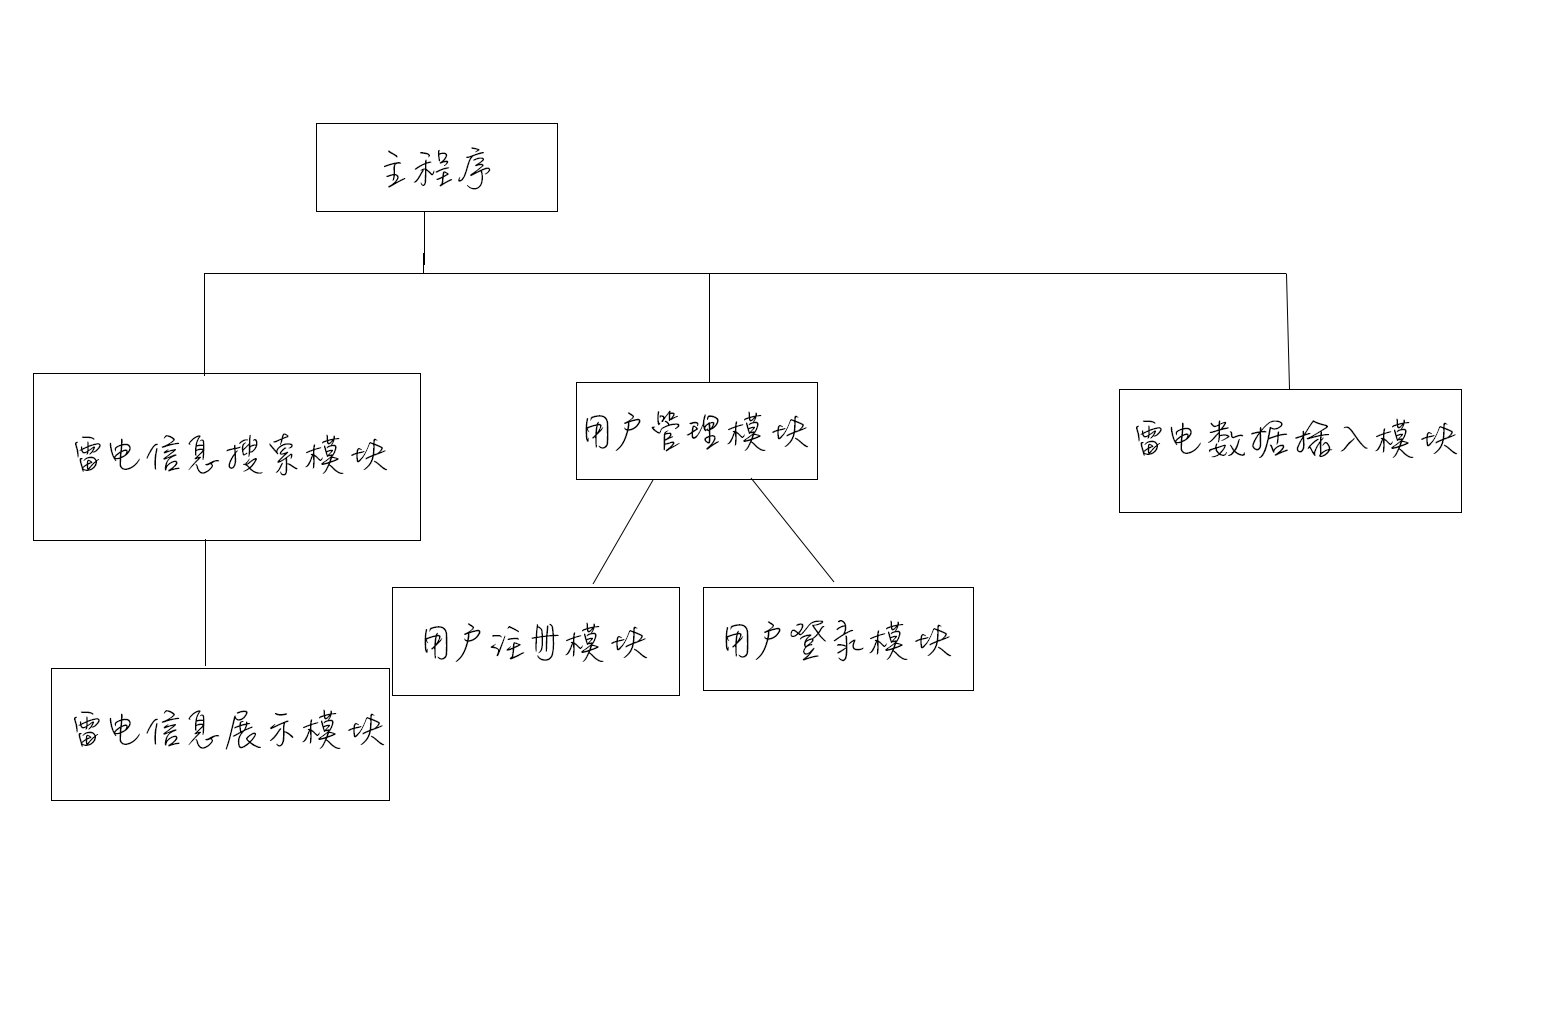 主程序
雷电信息搜索模块
用户管理模块
雷电数据插入模块
用户注册模块
用户登录模块
雷电信息展示模块